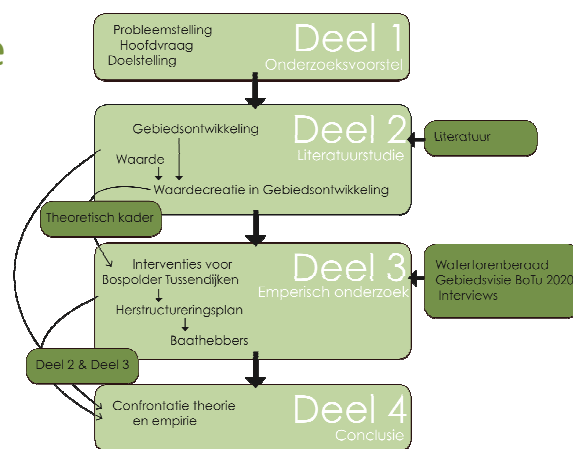 e
Probleemstelling
Hoofdvraag
Doelstelling
Deel 1
Onderzoeksvoorstel
Gebiedsontwikkeling
Waarde
Waardecreatie in Gebiedsontwikkeling
Deel 2
Literatuurstudie
Literatuur
Theoretisch kader
Interventies voor
Bospolder Tussendijken
Herstructureringsplan
Baathebbers
Deel 3
Emperisch onderzoek
Watertorenberaad
Gebiedsvisie BoTu 2020
Interviews
Deel 2 & Deel 3
Confrontatie theorie
en empirie
Deel 4
Conclusie